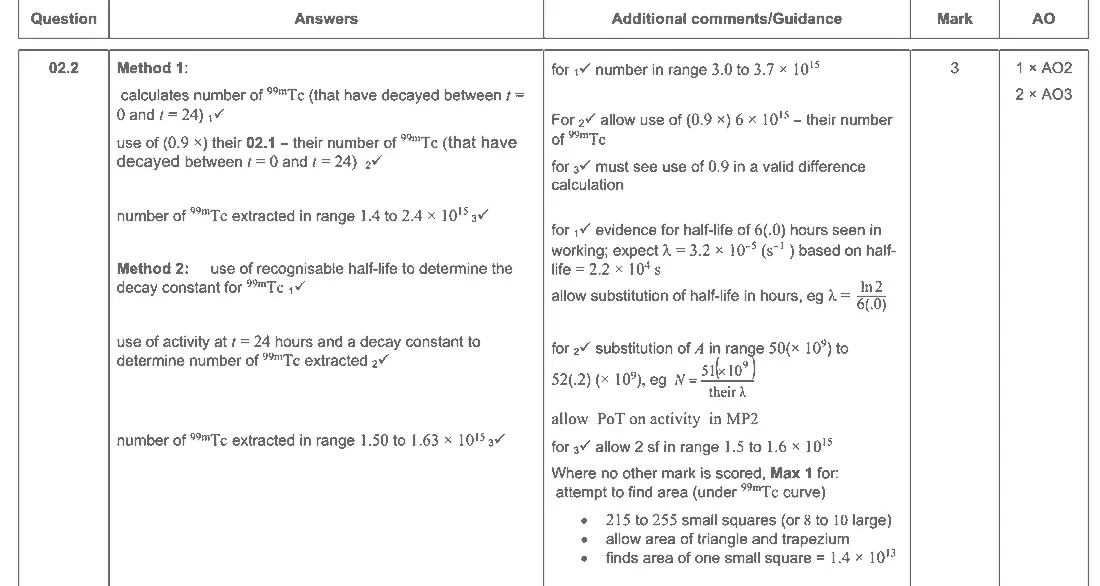 Question Answers Additional comments/Guidance Mark AO
02.2
Method 1:
calculates number of ⁹⁹ᵐTc (that have decayed between t =
0 and t = 24) ₁✓
use of (0.9 ×) their 02.1 – their number of ⁹⁹ᵐTc (that have
decayed between t = 0 and t = 24) ₂✓
number of ⁹⁹ᵐTc extracted in range 1.4 to 2.4 × 10¹⁵ ₃✓
Method 2: use of recognisable half-life to determine the
decay constant for ⁹⁹ᵐTc ₁✓
use of activity at t = 24 hours and a decay constant to
determine number of ⁹⁹ᵐTc extracted ₂✓
number of ⁹⁹ᵐTc extracted in range 1.50 to 1.63 × 10¹⁵ ₃✓
for ₁✓ number in range 3.0 to 3.7 × 10¹⁵
For ₂✓ allow use of (0.9 ×) 6 × 10¹⁵ – their number
of ⁹⁹ᵐTc
for ₃✓ must see use of 0.9 in a valid difference
calculation
for ₁✓ evidence for half-life of 6(.0) hours seen in
working; expect λ = 3.2 × 10⁻⁵ (s⁻¹ ) based on half-
life = 2.2 × 10⁴ s
allow substitution of half-life in hours, eg λ = ln 2 / 6(.0)
for ₂✓ substitution of A in range 50(× 10⁹) to
52(.2) (× 10⁹), eg N = 51(×10⁹) / their λ
allow PoT on activity in MP2
for ₃✓ allow 2 sf in range 1.5 to 1.6 × 10¹⁵
Where no other mark is scored, Max 1 for:
attempt to find area (under ⁹⁹ᵐTc curve)
• 215 to 255 small squares (or 8 to 10 large)
• allow area of triangle and trapezium
• finds area of one small square = 1.4 × 10¹³
3
1 × AO2
2 × AO3